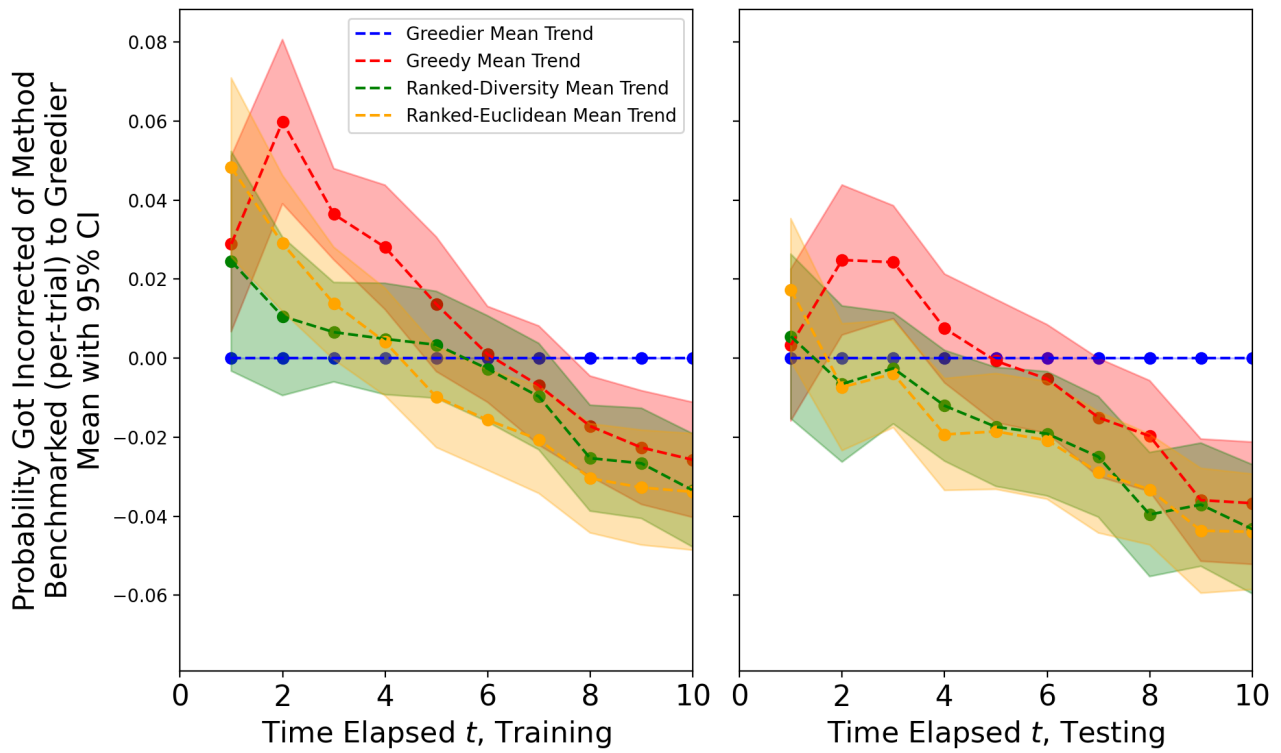 Probability Got Incorrected of Method
Benchmarked (per-trial) to Greedier
Mean with 95% CI
0.08
0.06
0.04
0.02
0.00
−0.02
−0.04
−0.06
Greedier Mean Trend
Greedy Mean Trend
Ranked-Diversity Mean Trend
Ranked-Euclidean Mean Trend
0 2 4 6 8 10
Time Elapsed t, Training
0 2 4 6 8 10
Time Elapsed t, Testing